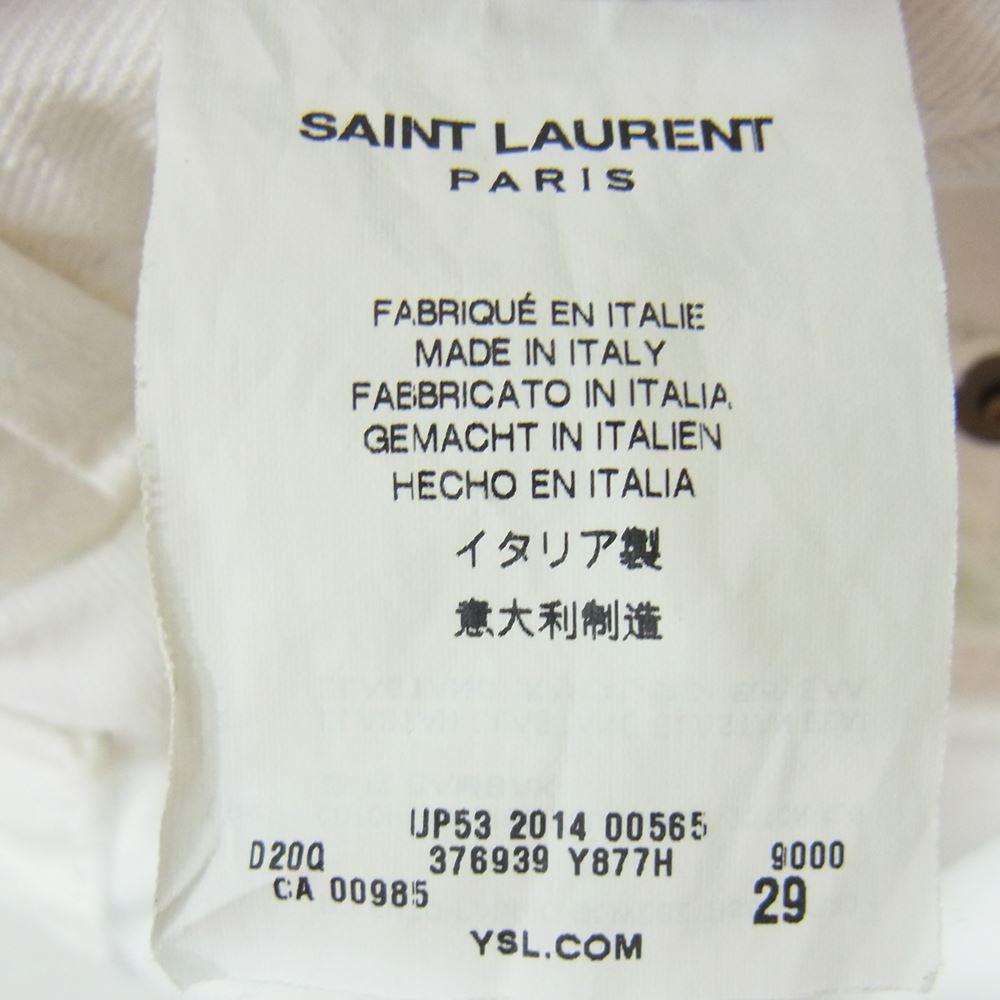 SAINT LAURENT
PARIS
FABRIQUÉ EN ITALIE
MADE IN ITALY
FABBRICATO IN ITALIA
GEMACHT IN ITALIEN
HECHO EN ITALIA
イタリア製
意大利制造
UP53 2014 00565
D20Q 376939 Y877H 9000
CA 00985 29
YSL.COM